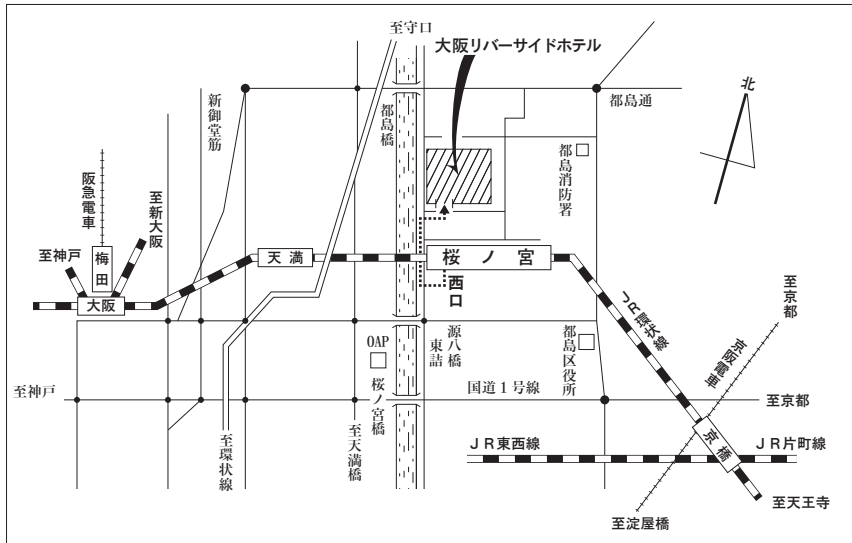 至守口
大阪リバーサイドホテル
北
新御堂筋
都島橋
都島通
都島消防署
阪急電車
至新大阪
至神戸
梅田
大阪
天満
桜ノ宮
西口
至京都
JR環状線
京阪電車
OAP
源八橋
東詰
都島区役所
桜ノ宮橋
国道1号線
至神戸
至京都
至環状線
至天満橋
JR東西線
京橋
JR片町線
至天王寺
至淀屋橋